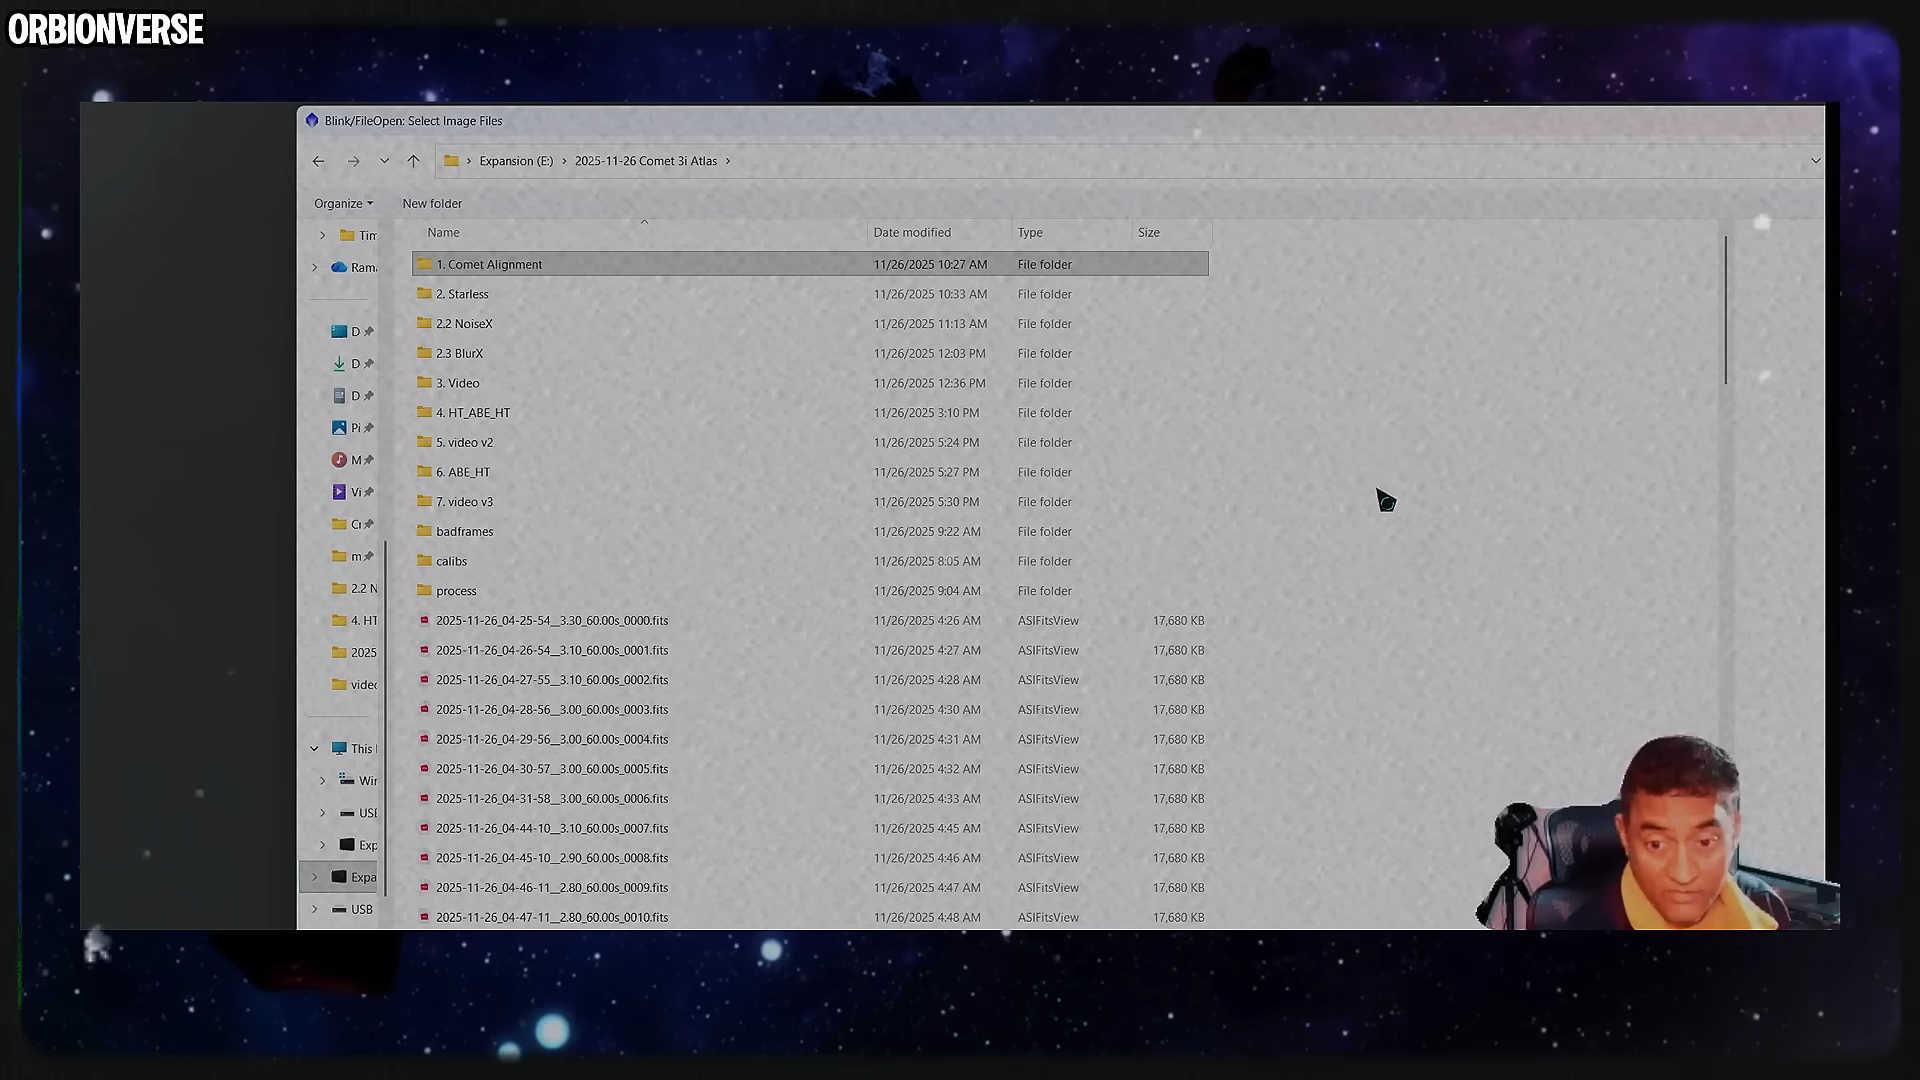 ORBIONVERSE
Blink/FileOpen: Select Image Files
Expansion (E:) 2025-11-26 Comet 3i Atlas
Organize New folder
Name Date modified Type Size
1. Comet Alignment 11/26/2025 10:27 AM File folder
2. Starless 11/26/2025 10:33 AM File folder
2.2 NoiseX 11/26/2025 11:13 AM File folder
2.3 BlurX 11/26/2025 12:03 PM File folder
3. Video 11/26/2025 12:36 PM File folder
4. HT_ABE_HT 11/26/2025 3:10 PM File folder
5. video v2 11/26/2025 5:24 PM File folder
6. ABE_HT 11/26/2025 5:27 PM File folder
7. video v3 11/26/2025 5:30 PM File folder
badframes 11/26/2025 9:22 AM File folder
calibs 11/26/2025 8:05 AM File folder
process 11/26/2025 9:04 AM File folder
2025-11-26_04-25-54__3.30_60.00s_0000.fits 11/26/2025 4:26 AM ASIFitsView 17,680 KB
2025-11-26_04-26-54__3.10_60.00s_0001.fits 11/26/2025 4:27 AM ASIFitsView 17,680 KB
2025-11-26_04-27-55__3.10_60.00s_0002.fits 11/26/2025 4:28 AM ASIFitsView 17,680 KB
2025-11-26_04-28-56__3.00_60.00s_0003.fits 11/26/2025 4:30 AM ASIFitsView 17,680 KB
2025-11-26_04-29-56__3.00_60.00s_0004.fits 11/26/2025 4:31 AM ASIFitsView 17,680 KB
2025-11-26_04-30-57__3.00_60.00s_0005.fits 11/26/2025 4:32 AM ASIFitsView 17,680 KB
2025-11-26_04-31-58__3.00_60.00s_0006.fits 11/26/2025 4:33 AM ASIFitsView 17,680 KB
2025-11-26_04-44-10__3.10_60.00s_0007.fits 11/26/2025 4:45 AM ASIFitsView 17,680 KB
2025-11-26_04-45-10__2.90_60.00s_0008.fits 11/26/2025 4:46 AM ASIFitsView 17,680 KB
2025-11-26_04-46-11__2.80_60.00s_0009.fits 11/26/2025 4:47 AM ASIFitsView 17,680 KB
2025-11-26_04-47-11__2.80_60.00s_0010.fits 11/26/2025 4:48 AM ASIFitsView 17,680 KB
Tim
Rama
D
D
D
Pi
M
Vi
Cr
m
2.2 N
4. HT
2025
video
This
Win
USB
Exp
Expa
USB